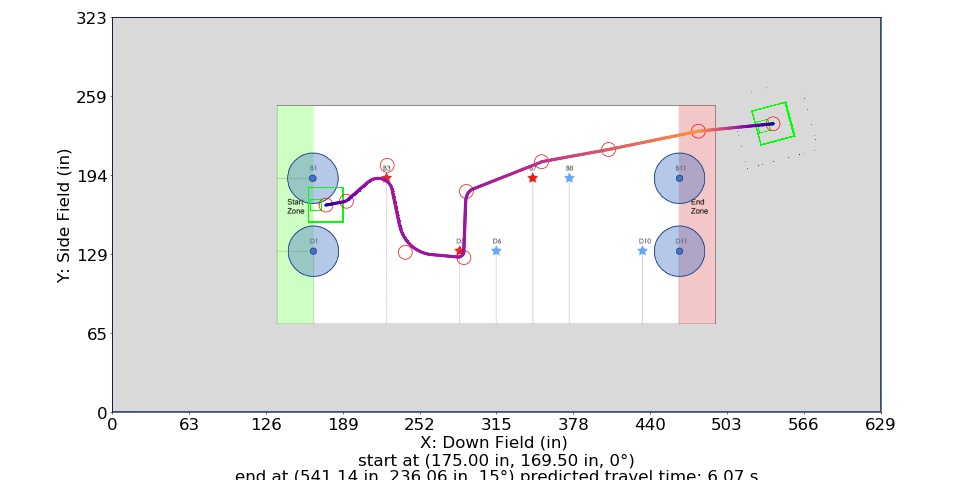 323
259
194
129
65
0
Y: Side Field (in)
B1
B3
B8
B11
Start
Zone
End
Zone
D1
D6
D10
D11
0 63 126 189 252 315 378 440 503 566 629
X: Down Field (in)
start at (175.00 in, 169.50 in, 0°)
end at (541.14 in, 236.06 in, 15°) predicted travel time: 6.07 s